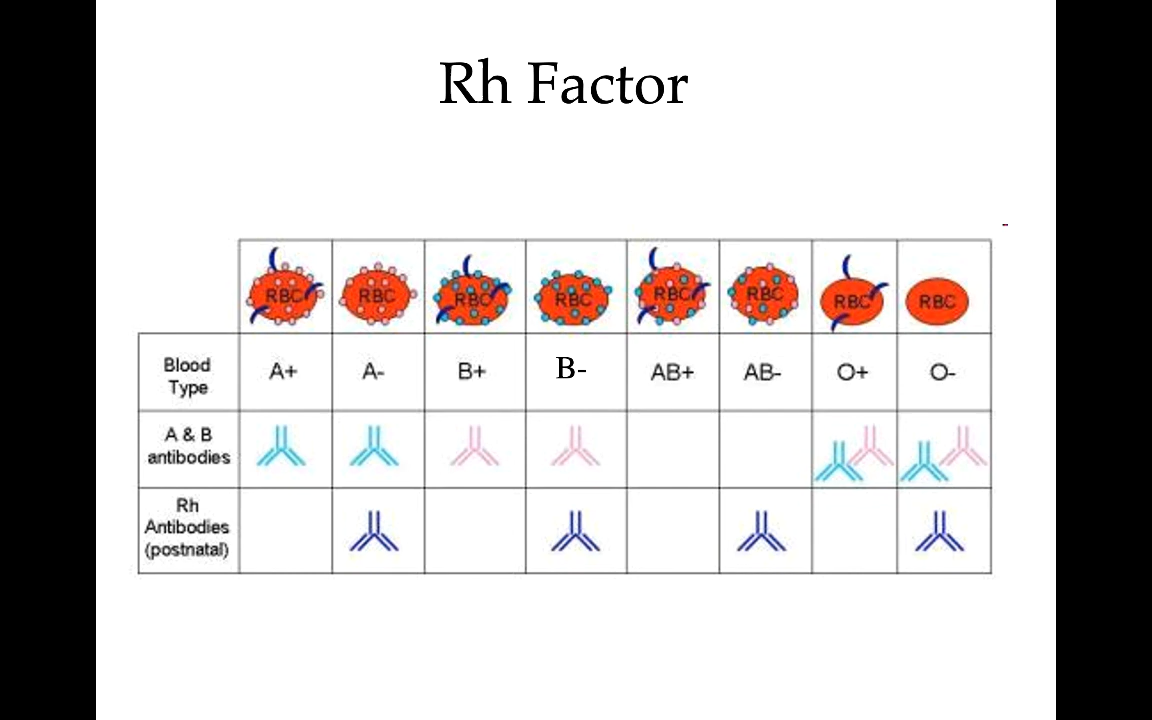 Rh Factor
RBC RBC RBC RBC RBC RBC RBC RBC
Blood
Type
A+ A- B+ B- AB+ AB- O+ O-
A & B
antibodies
Rh
Antibodies
(postnatal)